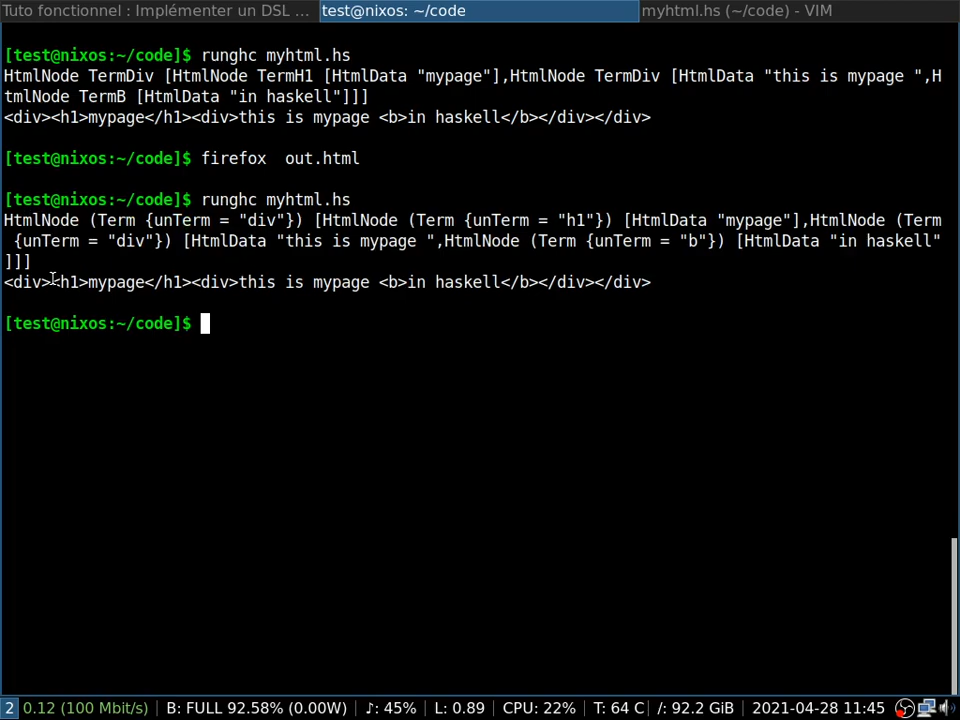 Tuto fonctionnel : Implémenter un DSL ... test@nixos: ~/code myhtml.hs (~/code) - VIM
[test@nixos:~/code]$ runghc myhtml.hs
HtmlNode TermDiv [HtmlNode TermH1 [HtmlData "mypage"],HtmlNode TermDiv [HtmlData "this is mypage ",H
tmlNode TermB [HtmlData "in haskell"]]]
<div><h1>mypage</h1><div>this is mypage <b>in haskell</b></div></div>
[test@nixos:~/code]$ firefox  out.html
[test@nixos:~/code]$ runghc myhtml.hs
HtmlNode (Term {unTerm = "div"}) [HtmlNode (Term {unTerm = "h1"}) [HtmlData "mypage"],HtmlNode (Term
 {unTerm = "div"}) [HtmlData "this is mypage ",HtmlNode (Term {unTerm = "b"}) [HtmlData "in haskell"
]]]
<div><h1>mypage</h1><div>this is mypage <b>in haskell</b></div></div>
[test@nixos:~/code]$
2 0.12 (100 Mbit/s) B: FULL 92.58% (0.00W) ♪: 45% L: 0.89 CPU: 22% T: 64 C /: 92.2 GiB 2021-04-28 11:45